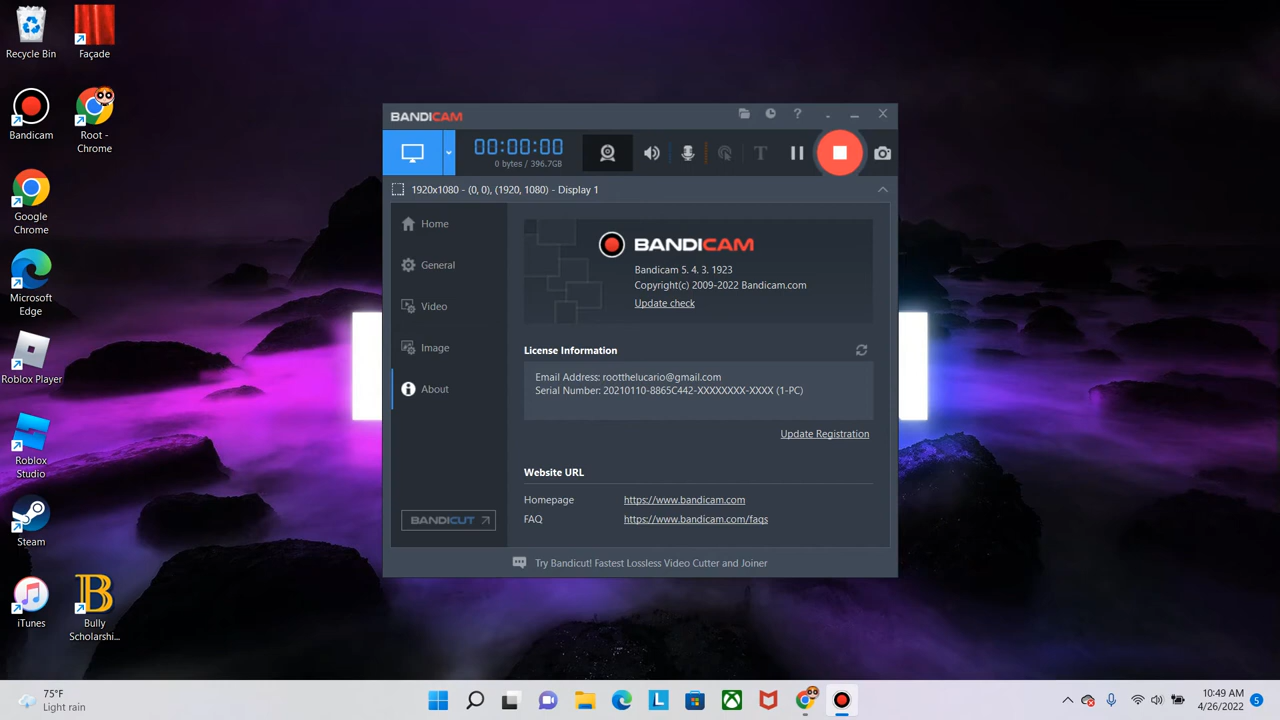 Recycle Bin
Façade
Bandicam
Root -
Chrome
Google
Chrome
Microsoft
Edge
Roblox Player
Roblox
Studio
Steam
iTunes
Bully
Scholarshi...
BANDICAM
?
00:00:00
0 bytes / 396.7GB
T
1920x1080 - (0, 0), (1920, 1080) - Display 1
Home
General
Video
Image
About
BANDICUT
BANDICAM
Bandicam 5. 4. 3. 1923
Copyright(c) 2009-2022 Bandicam.com
Update check
License Information
Email Address: rootthelucario@gmail.com
Serial Number: 20210110-8865C442-XXXXXXXX-XXXX (1-PC)
Update Registration
Website URL
Homepage https://www.bandicam.com
FAQ https://www.bandicam.com/faqs
Try Bandicut! Fastest Lossless Video Cutter and Joiner
75°F
Light rain
L
10:49 AM
4/26/2022
5